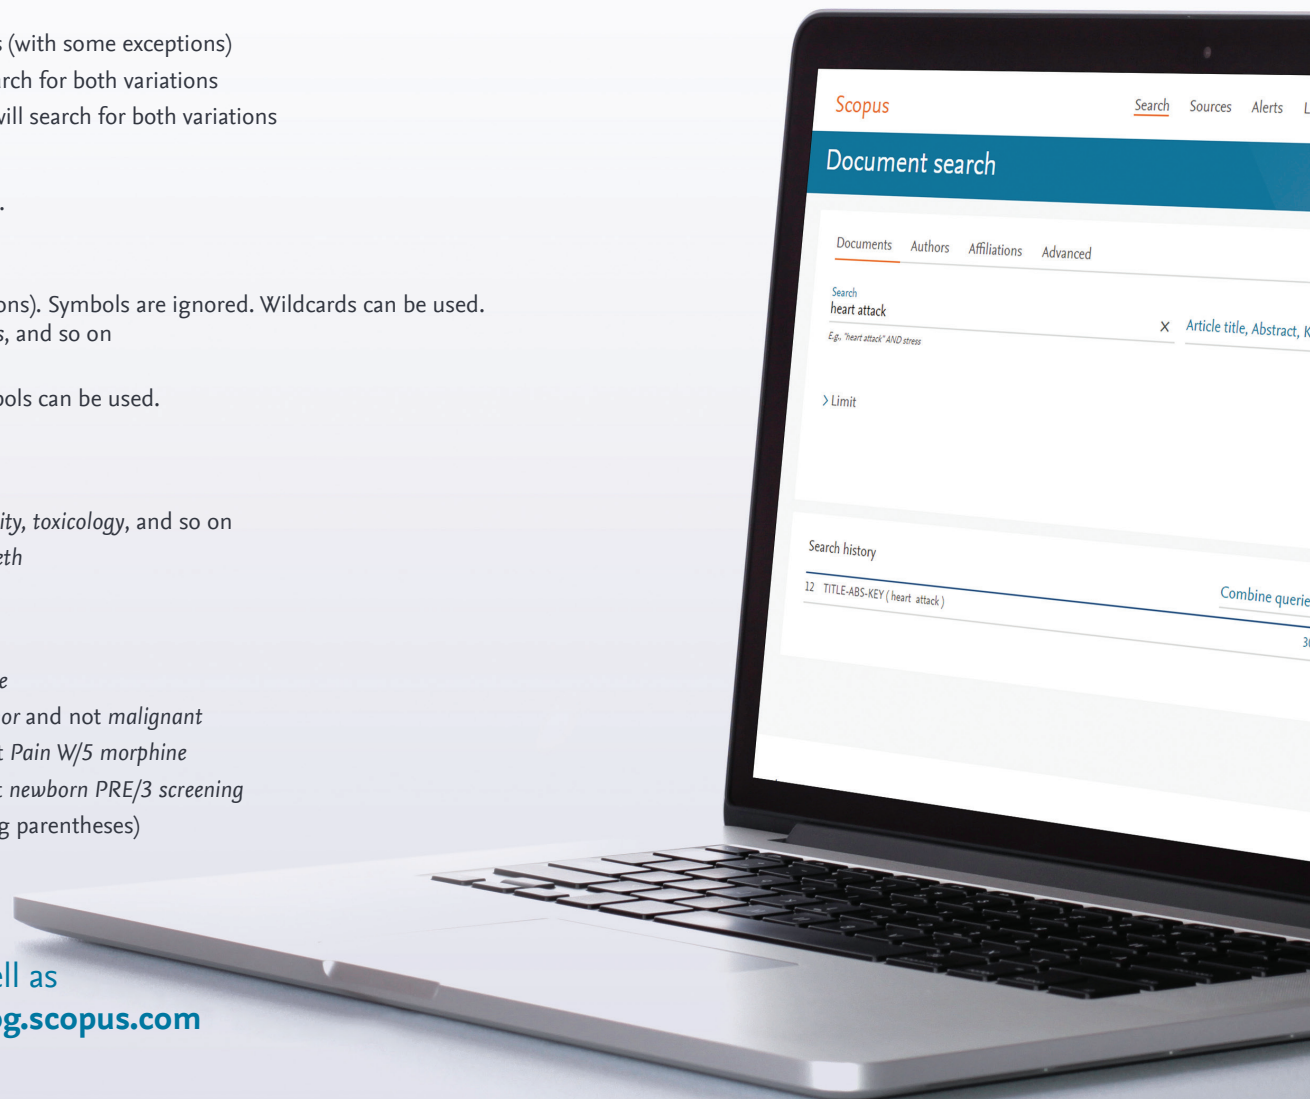 s (with some exceptions)
rch for both variations
will search for both variations
.
ons). Symbols are ignored. Wildcards can be used.
s, and so on
bols can be used.
ity, toxicology, and so on
eth
e
or and not malignant
t Pain W/5 morphine
t newborn PRE/3 screening
g parentheses)
ell as
og.scopus.com
Scopus
Search Sources Alerts L
Document search
Documents Authors Affiliations Advanced
Search
heart attack
X Article title, Abstract, K
E.g., "heart attack" AND stress
>Limit
Search history
Combine querie
12 TITLE-ABS-KEY ( heart attack )
30